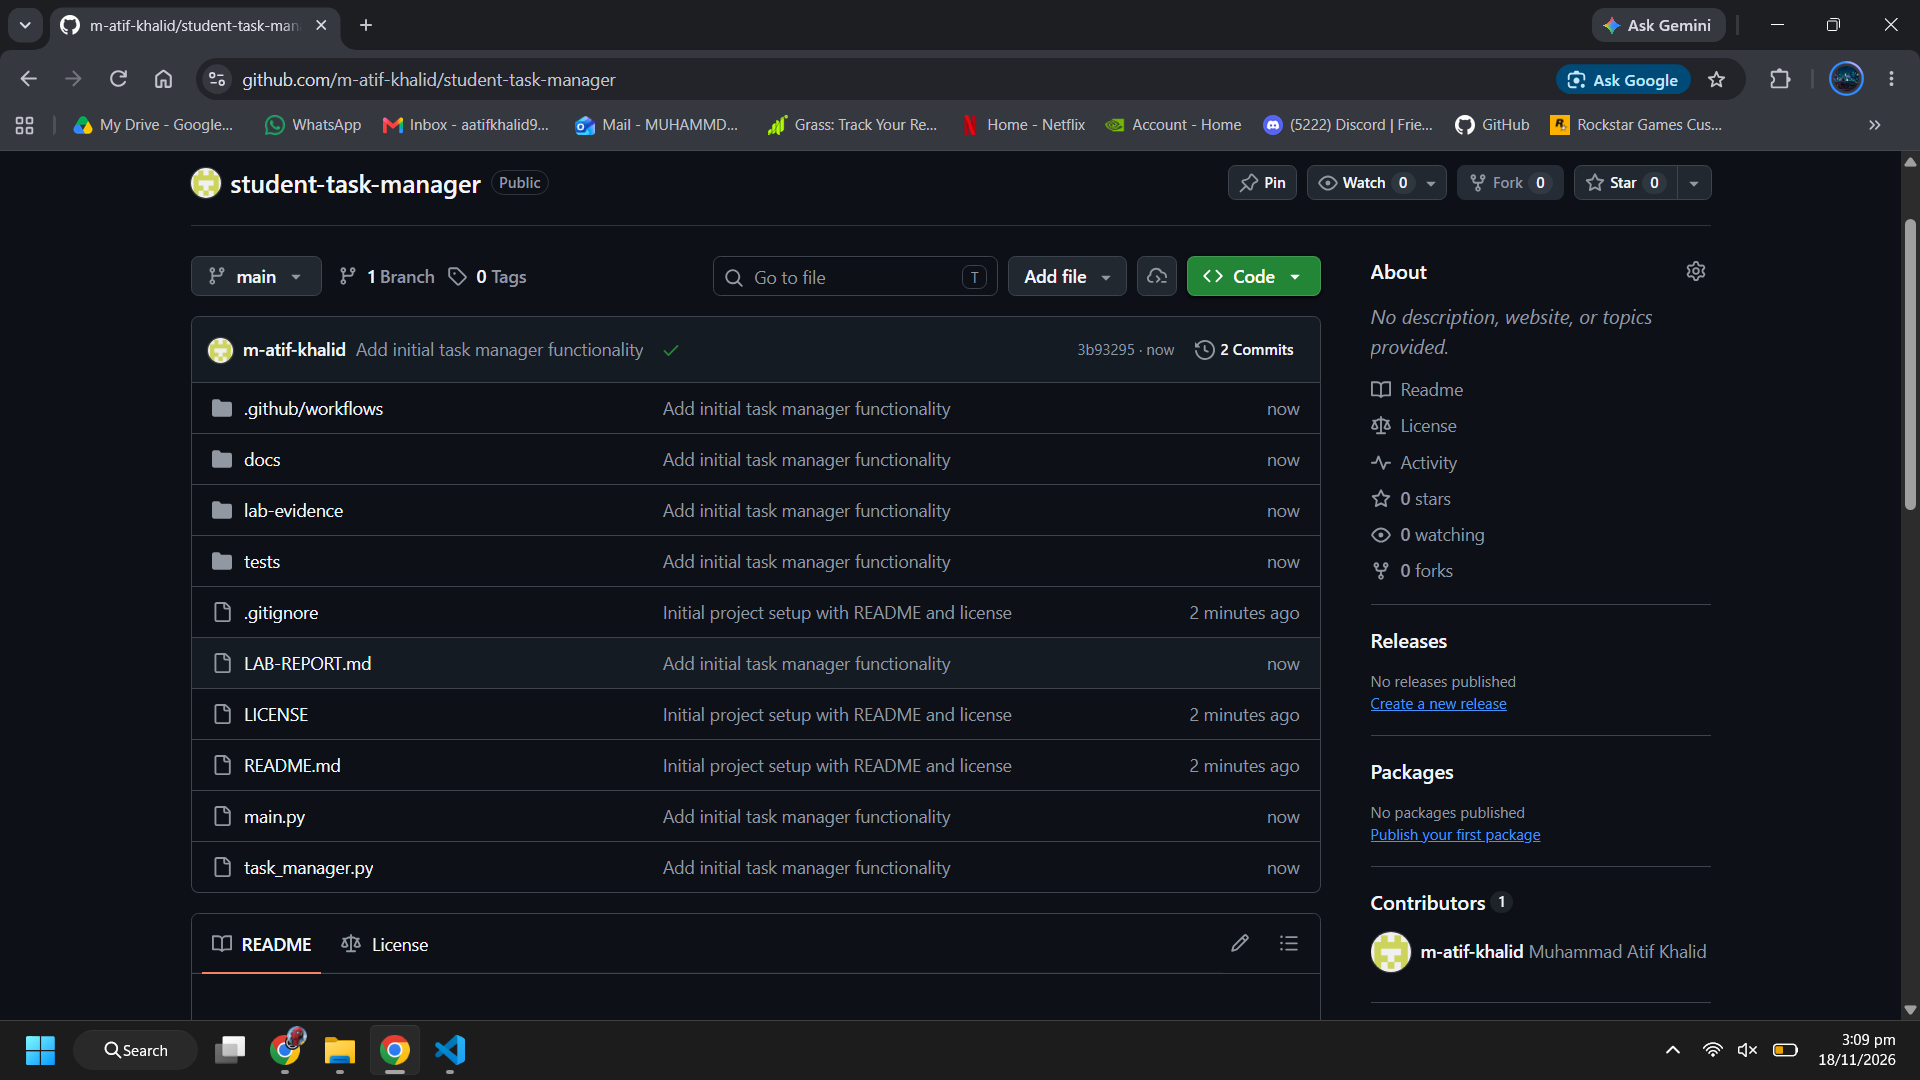 m-atif-khalid/student-task-man
Ask Gemini
github.com/m-atif-khalid/student-task-manager
Ask Google
My Drive - Google...
WhatsApp
Inbox - aatifkhalid9...
Mail - MUHAMMD...
Grass: Track Your Re...
Home - Netflix
Account - Home
(5222) Discord | Frie...
GitHub
Rockstar Games Cus...
student-task-manager Public
Pin
Watch 0
Fork 0
Star 0
main
1 Branch
0 Tags
Go to file T
Add file
Code
m-atif-khalid Add initial task manager functionality 3b93295 · now 2 Commits
.github/workflows Add initial task manager functionality now
docs Add initial task manager functionality now
lab-evidence Add initial task manager functionality now
tests Add initial task manager functionality now
.gitignore Initial project setup with README and license 2 minutes ago
LAB-REPORT.md Add initial task manager functionality now
LICENSE Initial project setup with README and license 2 minutes ago
README.md Initial project setup with README and license 2 minutes ago
main.py Add initial task manager functionality now
task_manager.py Add initial task manager functionality now
README
License
About
No description, website, or topics
provided.
Readme
License
Activity
0 stars
0 watching
0 forks
Releases
No releases published
Create a new release
Packages
No packages published
Publish your first package
Contributors 1
m-atif-khalid Muhammad Atif Khalid
Search
3:09 pm
18/11/2026